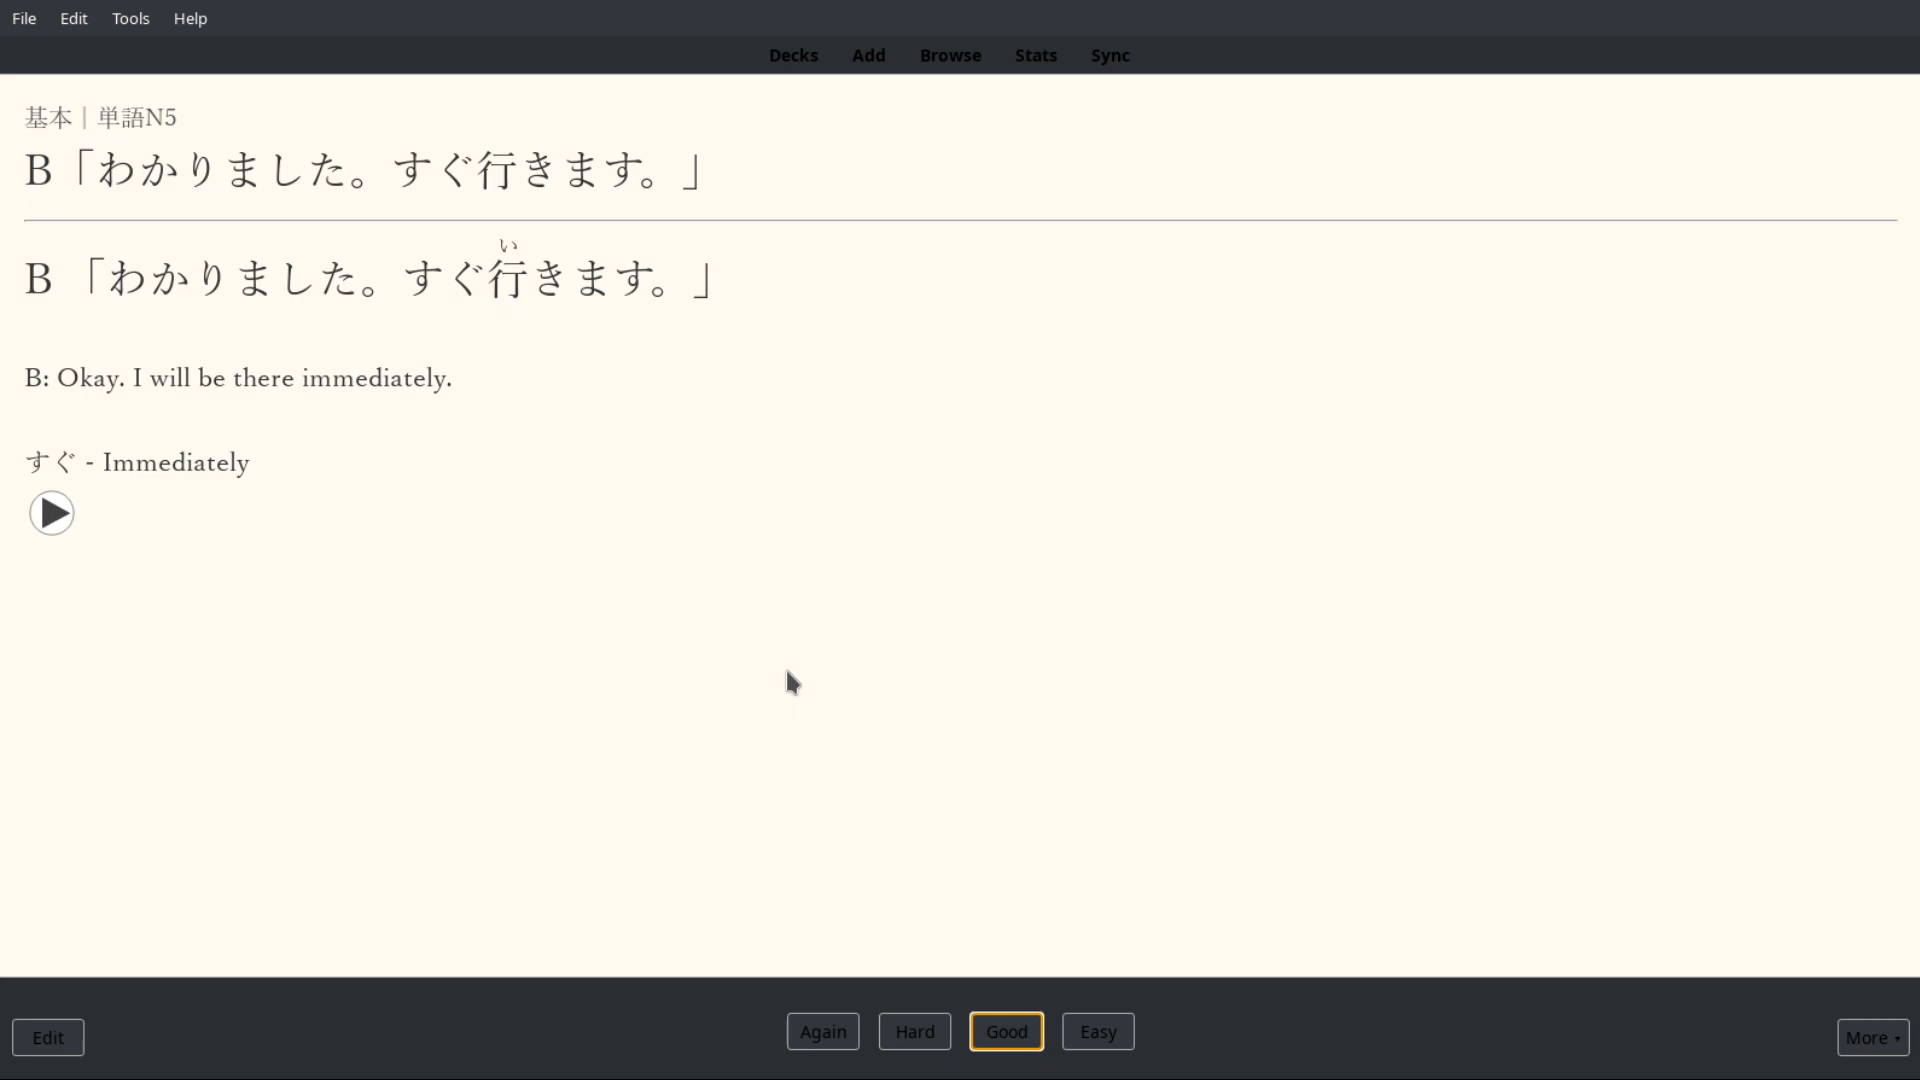 File Edit Tools Help
Decks Add Browse Stats Sync
基本｜単語N5
B「わかりました。すぐ行きます。」
い
B 「わかりました。すぐ行きます。」
B: Okay. I will be there immediately.
すぐ - Immediately
Edit Again Hard Good Easy More